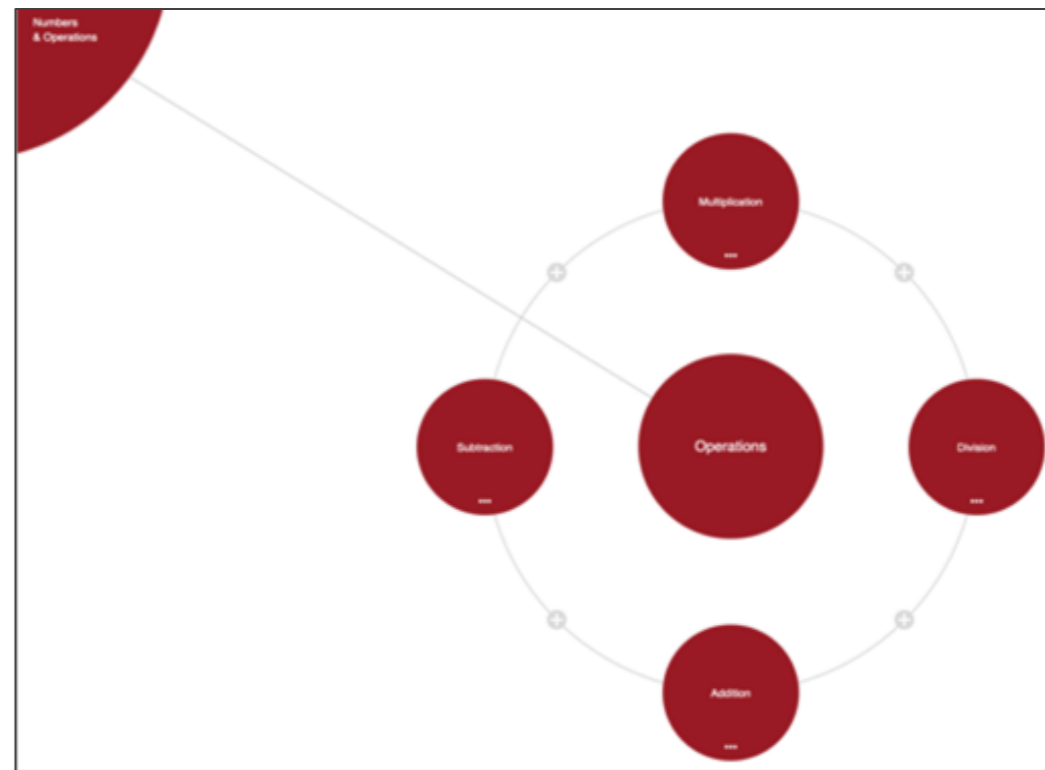 Numbers
& Operations
Multiplication
...
Subtraction
...
Operations
Division
...
Addition
...